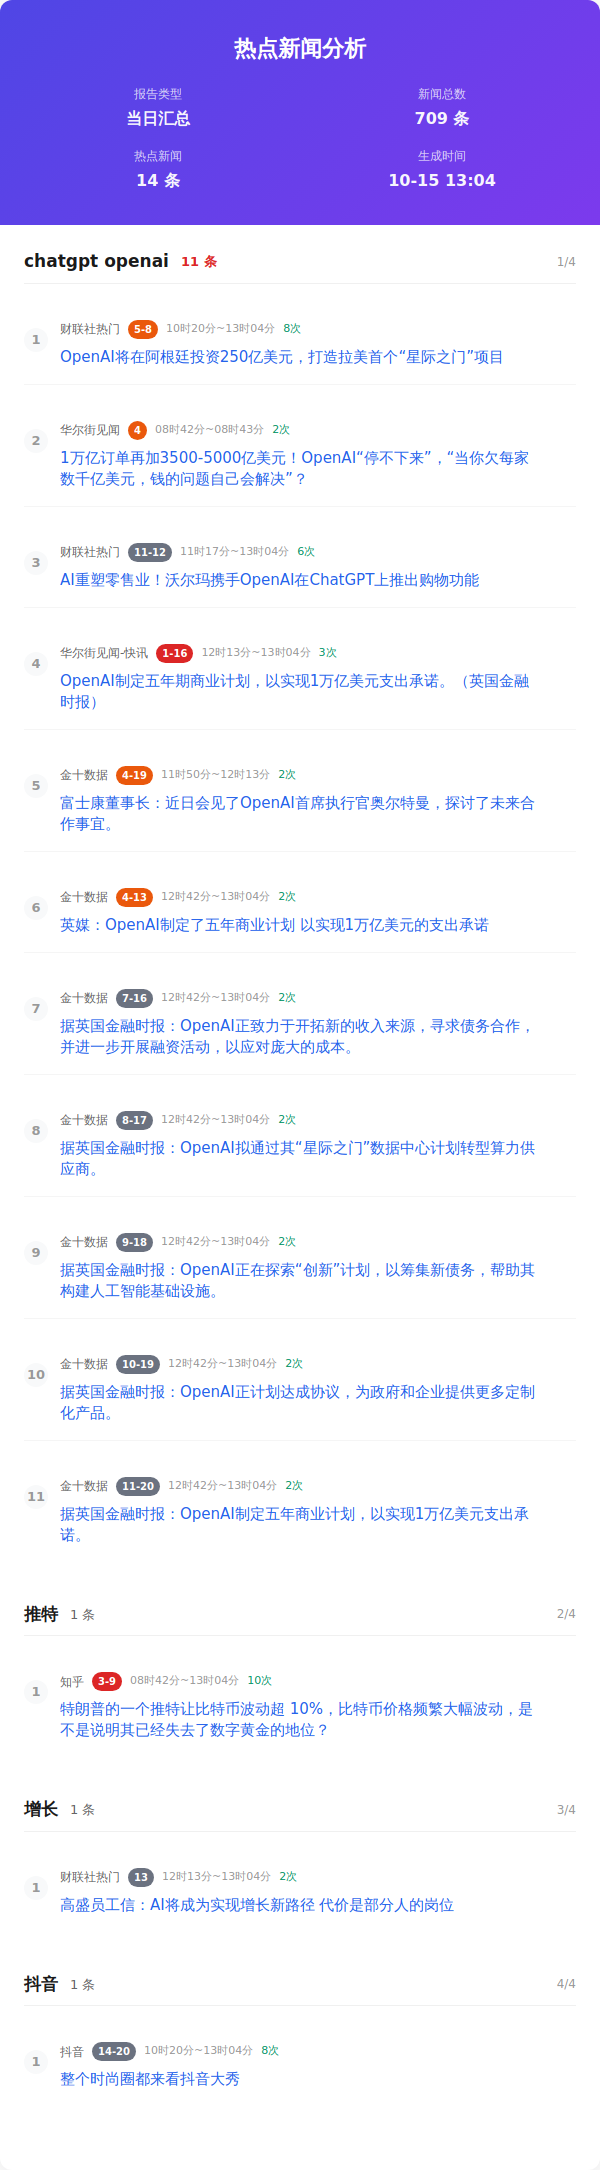 热点新闻分析
报告类型
新闻总数
当日汇总
709 条
热点新闻
生成时间
14 条
10-15 13:04
chatgpt openai 11 条 1/4
1 财联社热门 5-8 10时20分~13时04分 8次
OpenAI将在阿根廷投资250亿美元，打造拉美首个“星际之门”项目
2 华尔街见闻 4 08时42分~08时43分 2次
1万亿订单再加3500-5000亿美元！OpenAI“停不下来”，“当你欠每家
数千亿美元，钱的问题自己会解决”？
3 财联社热门 11-12 11时17分~13时04分 6次
AI重塑零售业！沃尔玛携手OpenAI在ChatGPT上推出购物功能
4 华尔街见闻-快讯 1-16 12时13分~13时04分 3次
OpenAI制定五年期商业计划，以实现1万亿美元支出承诺。（英国金融
时报）
5 金十数据 4-19 11时50分~12时13分 2次
富士康董事长：近日会见了OpenAI首席执行官奥尔特曼，探讨了未来合
作事宜。
6 金十数据 4-13 12时42分~13时04分 2次
英媒：OpenAI制定了五年商业计划 以实现1万亿美元的支出承诺
7 金十数据 7-16 12时42分~13时04分 2次
据英国金融时报：OpenAI正致力于开拓新的收入来源，寻求债务合作，
并进一步开展融资活动，以应对庞大的成本。
8 金十数据 8-17 12时42分~13时04分 2次
据英国金融时报：OpenAI拟通过其“星际之门”数据中心计划转型算力供
应商。
9 金十数据 9-18 12时42分~13时04分 2次
据英国金融时报：OpenAI正在探索“创新”计划，以筹集新债务，帮助其
构建人工智能基础设施。
10 金十数据 10-19 12时42分~13时04分 2次
据英国金融时报：OpenAI正计划达成协议，为政府和企业提供更多定制
化产品。
11 金十数据 11-20 12时42分~13时04分 2次
据英国金融时报：OpenAI制定五年商业计划，以实现1万亿美元支出承
诺。
推特 1 条 2/4
1 知乎 3-9 08时42分~13时04分 10次
特朗普的一个推特让比特币波动超 10%，比特币价格频繁大幅波动，是
不是说明其已经失去了数字黄金的地位？
增长 1 条 3/4
1 财联社热门 13 12时13分~13时04分 2次
高盛员工信：AI将成为实现增长新路径 代价是部分人的岗位
抖音 1 条 4/4
1 抖音 14-20 10时20分~13时04分 8次
整个时尚圈都来看抖音大秀